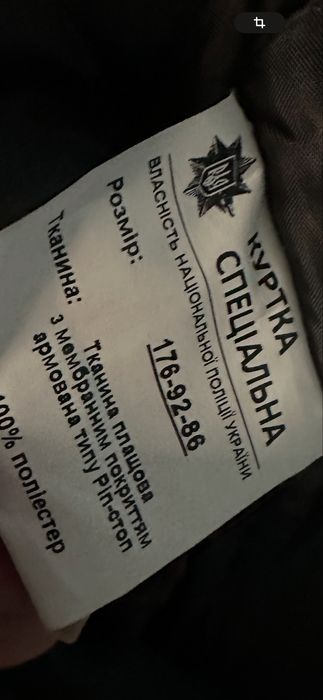 КУРТКА
СПЕЦІАЛЬНА
ВЛАСНІСТЬ НАЦІОНАЛЬНОЇ ПОЛІЦІЇ УКРАЇНИ
Розмір: 176-92-86
Тканина: Тканина плащова
з мембранним покриттям
армована типу Ріп-стоп
100% поліестер